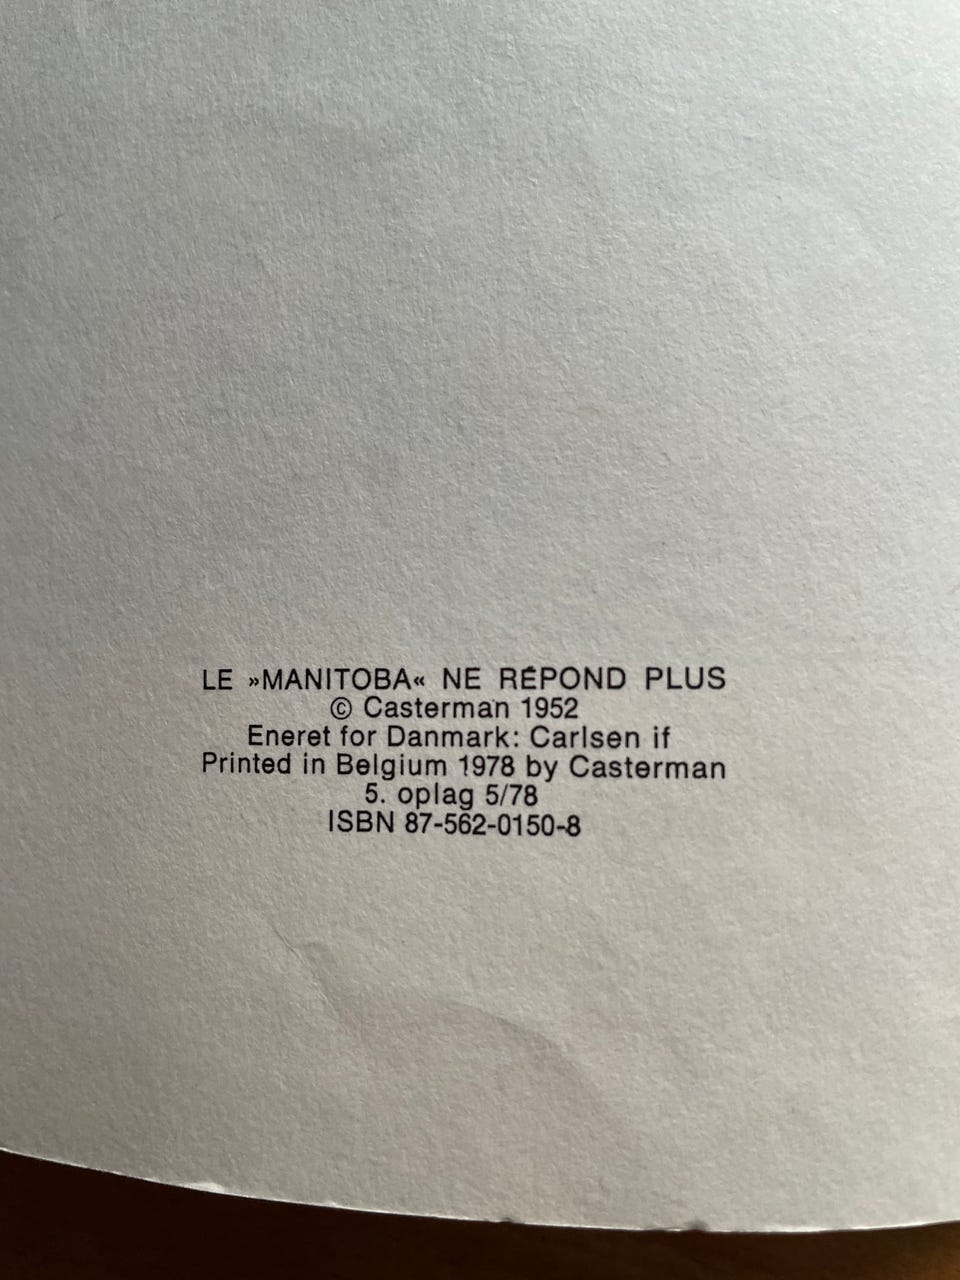 LE »MANITOBA« NE RÉPOND PLUS
© Casterman 1952
Eneret for Danmark: Carlsen if
Printed in Belgium 1978 by Casterman
5. oplag 5/78
ISBN 87-562-0150-8